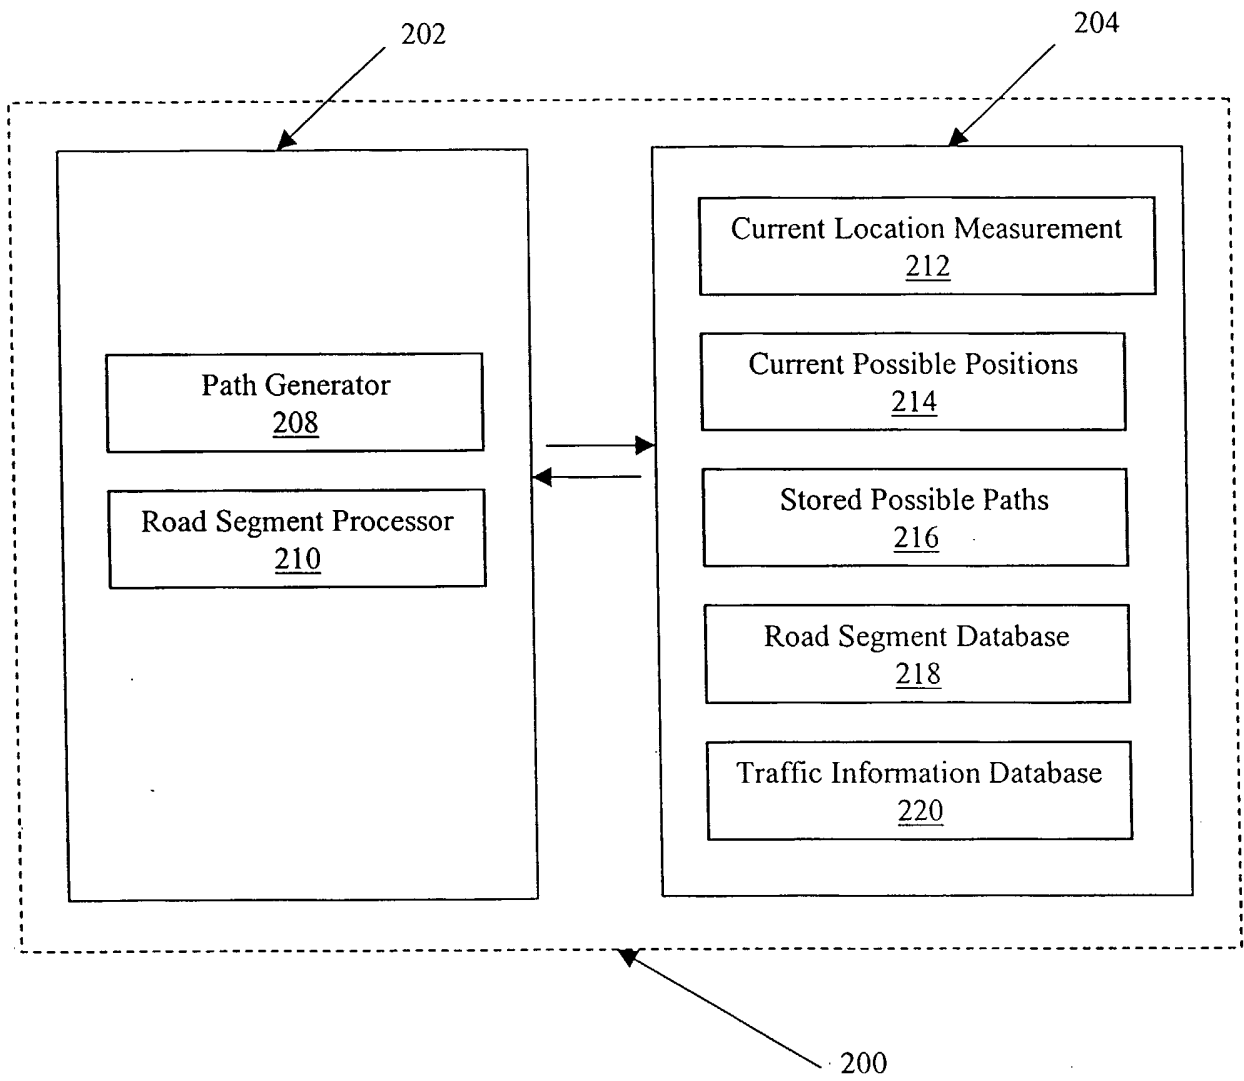 202
204
Path Generator
208
Road Segment Processor
210
Current Location Measurement
212
Current Possible Positions
214
Stored Possible Paths
216
Road Segment Database
218
Traffic Information Database
220
200